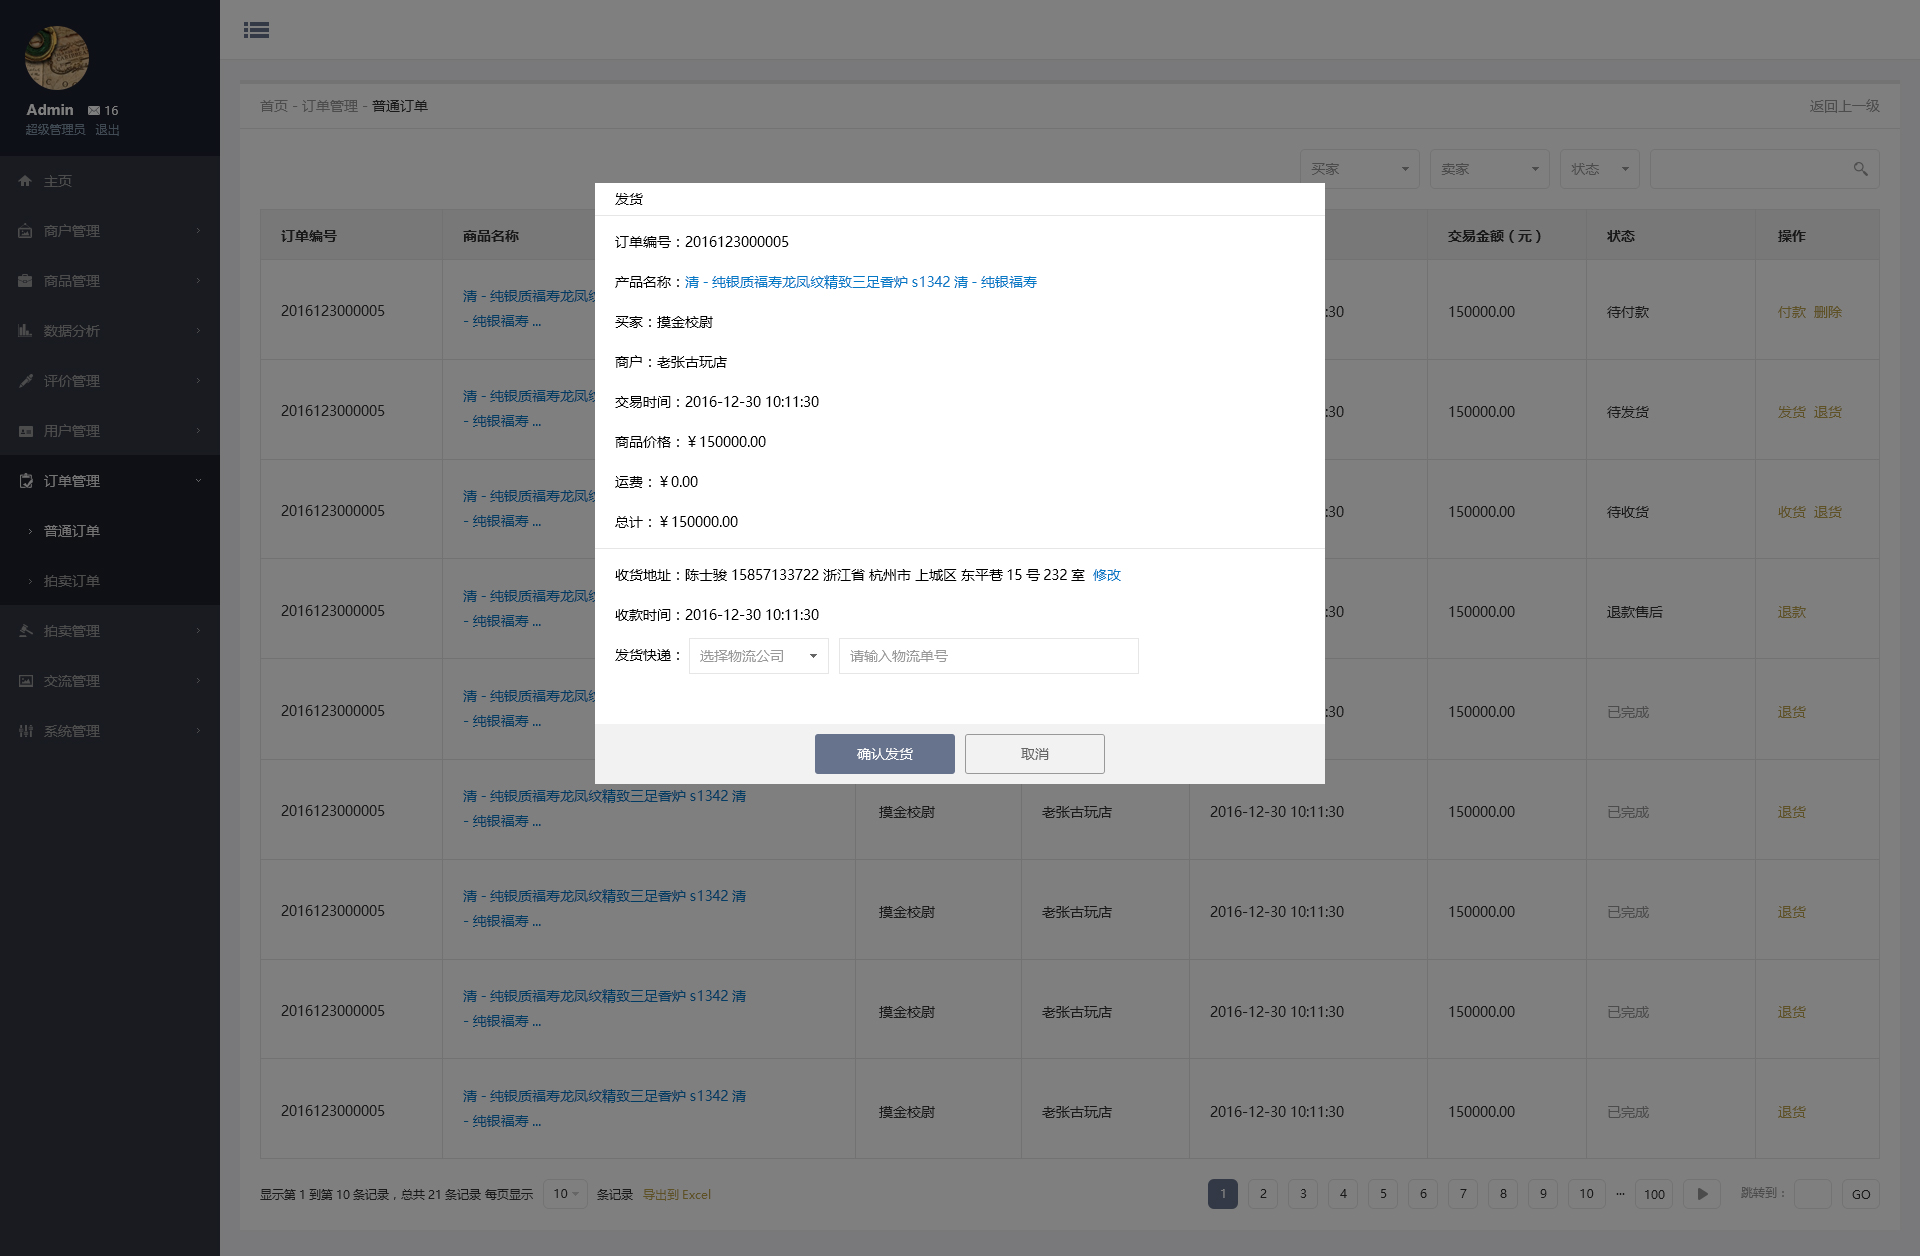 Admin 16
超级管理员 退出
主页
商户管理
商品管理
数据分析
评价管理
用户管理
订单管理
普通订单
拍卖订单
拍卖管理
交流管理
系统管理
首页 - 订单管理 - 普通订单 返回上一级
买家 卖家 状态
订单编号 商品名称 交易金额（元） 状态 操作
2016123000005 清 - 纯银质福寿龙凤纹 :30 150000.00 待付款 付款 删除
- 纯银福寿 ...
2016123000005 清 - 纯银质福寿龙凤纹 :30 150000.00 待发货 发货 退货
- 纯银福寿 ...
2016123000005 清 - 纯银质福寿龙凤纹 :30 150000.00 待收货 收货 退货
- 纯银福寿 ...
2016123000005 清 - 纯银质福寿龙凤纹 :30 150000.00 退款售后 退款
- 纯银福寿 ...
2016123000005 清 - 纯银质福寿龙凤纹 :30 150000.00 已完成 退货
- 纯银福寿 ...
2016123000005 清 - 纯银质福寿龙凤纹精致三足香炉 s1342 清 摸金校尉 老张古玩店 2016-12-30 10:11:30 150000.00 已完成 退货
- 纯银福寿 ...
2016123000005 清 - 纯银质福寿龙凤纹精致三足香炉 s1342 清 摸金校尉 老张古玩店 2016-12-30 10:11:30 150000.00 已完成 退货
- 纯银福寿 ...
2016123000005 清 - 纯银质福寿龙凤纹精致三足香炉 s1342 清 摸金校尉 老张古玩店 2016-12-30 10:11:30 150000.00 已完成 退货
- 纯银福寿 ...
2016123000005 清 - 纯银质福寿龙凤纹精致三足香炉 s1342 清 摸金校尉 老张古玩店 2016-12-30 10:11:30 150000.00 已完成 退货
- 纯银福寿 ...
发货
订单编号：2016123000005
产品名称：清 - 纯银质福寿龙凤纹精致三足香炉 s1342 清 - 纯银福寿
买家：摸金校尉
商户：老张古玩店
交易时间：2016-12-30 10:11:30
商品价格：￥150000.00
运费：￥0.00
总计：￥150000.00
收货地址：陈士骏 15857133722 浙江省 杭州市 上城区 东平巷 15 号 232 室 修改
收款时间：2016-12-30 10:11:30
发货快递： 选择物流公司 请输入物流单号
确认发货 取消
显示第 1 到第 10 条记录，总共 21 条记录 每页显示 10 条记录 导出到 Excel 1 2 3 4 5 6 7 8 9 10 ··· 100 跳转到： GO